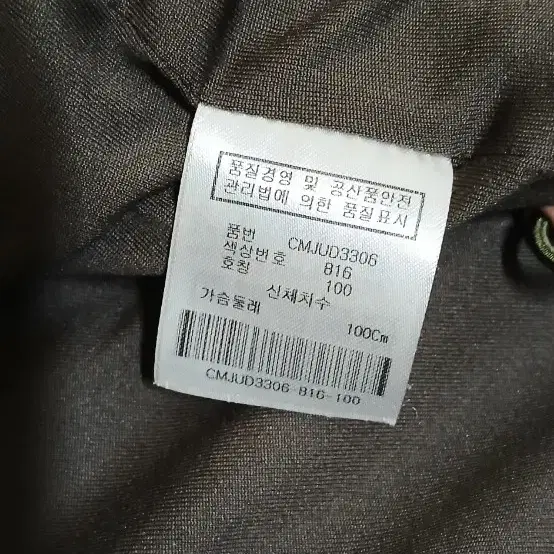 품질경영 및 공산품안전
관리법에 의한 품질표시
품번 CMJUD3306
색상번호 816
호칭 100
신체치수
가슴둘레 100Cm
CMJUD3306-816-100